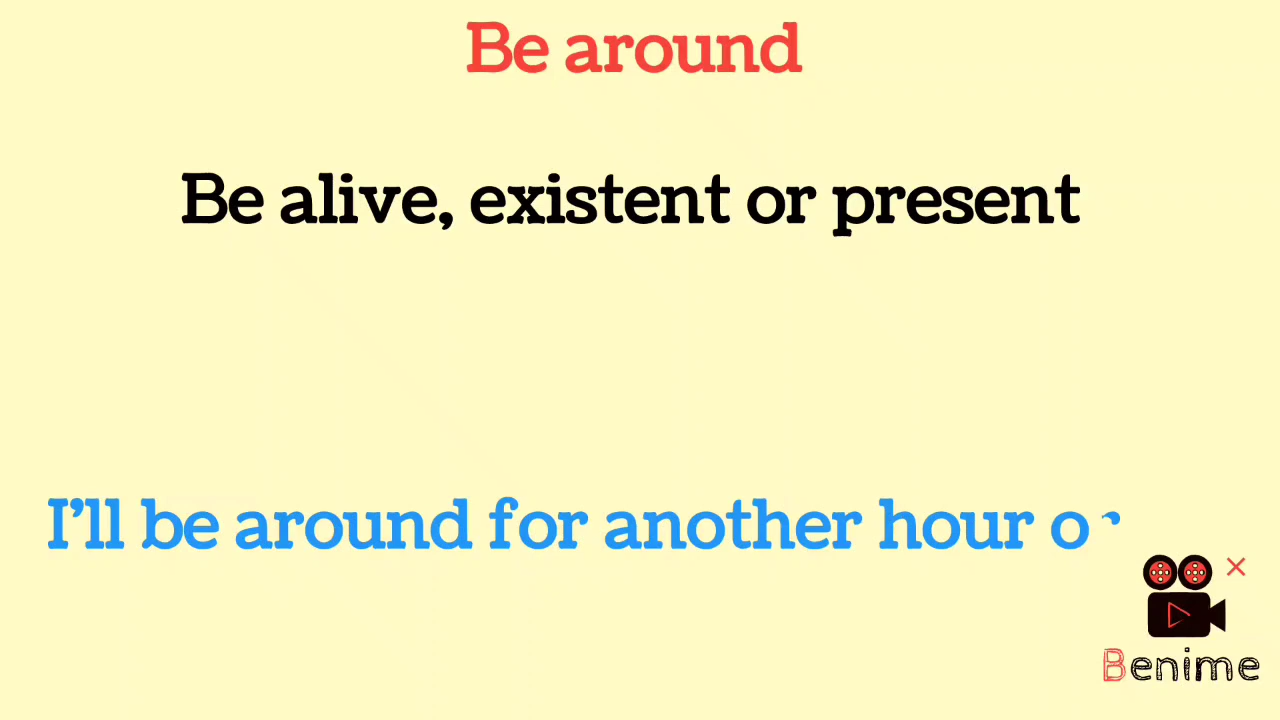 Be around
Be alive, existent or present
I'll be around for another hour o
Benime